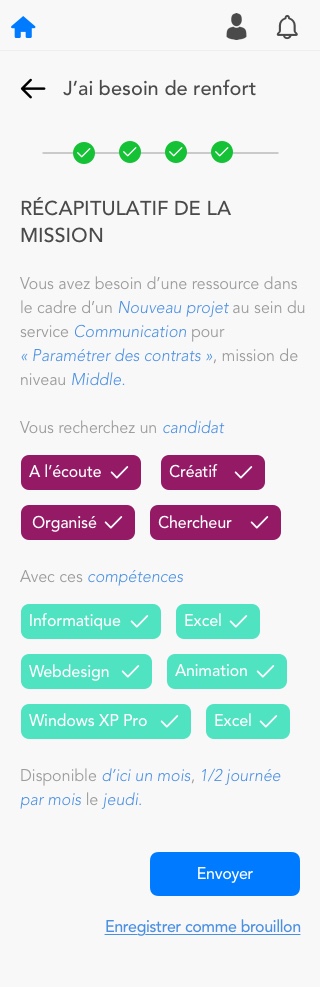 J’ai besoin de renfort
RÉCAPITULATIF DE LA
MISSION
Vous avez besoin d’une ressource dans
le cadre d’un Nouveau projet au sein du
service Communication pour
« Paramétrer des contrats », mission de
niveau Middle.
Vous recherchez un candidat
A l’écoute
Créatif
Organisé
Chercheur
Avec ces compétences
Informatique
Excel
Webdesign
Animation
Windows XP Pro
Excel
Disponible d’ici un mois, 1/2 journée
par mois le jeudi.
Envoyer
Enregistrer comme brouillon